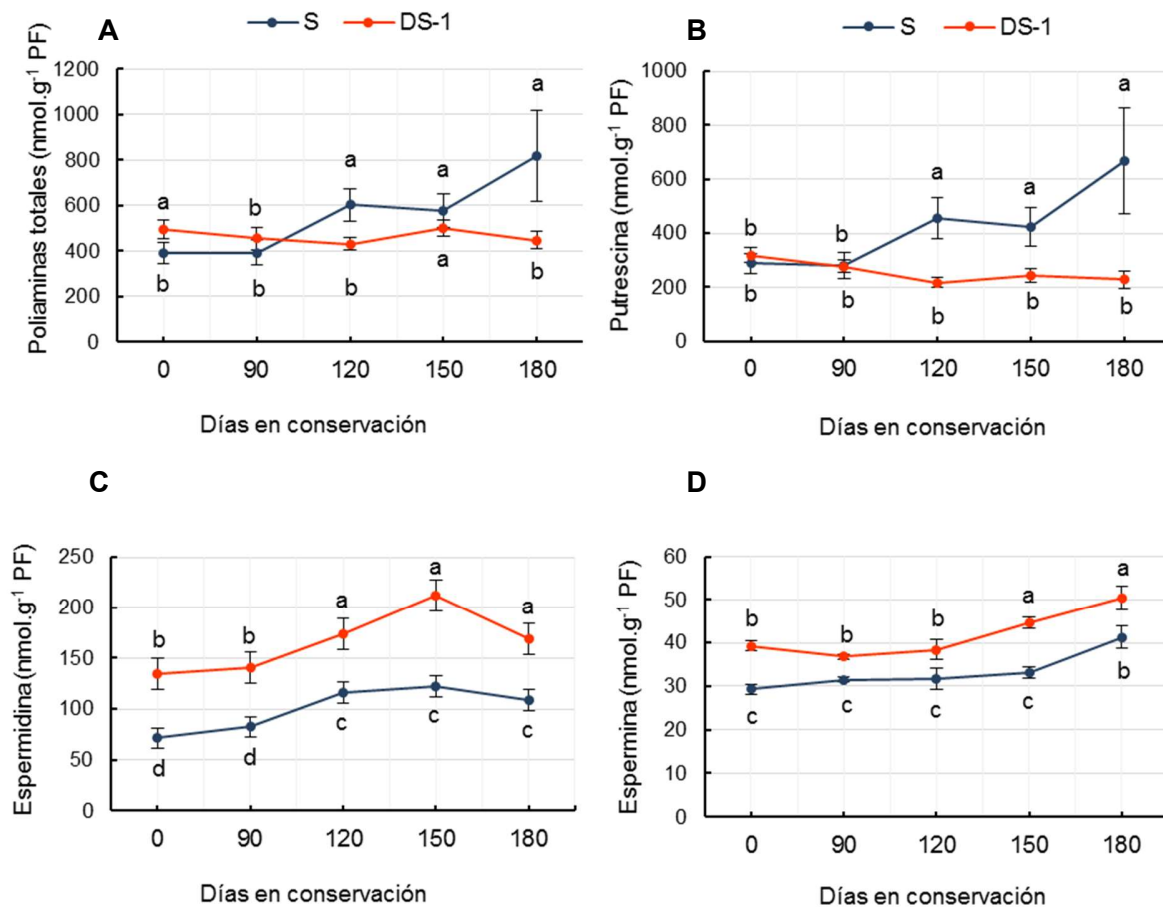 A
S DS-1
Poliaminas totales (nmol.g⁻¹ PF)
1200
1000
800
600
400
200
0
a b a a a
b b b a b
0 90 120 150 180
Días en conservación
B
S DS-1
Putrescina (nmol.g⁻¹ PF)
1000
800
600
400
200
0
b b a a a
b b b b b
0 90 120 150 180
Días en conservación
C
Espermidina (nmol.g⁻¹ PF)
250
200
150
100
50
0
b b a a a
d d c c c
0 90 120 150 180
Días en conservación
D
Espermina (nmol.g⁻¹ PF)
60
50
40
30
20
10
0
b b b a a
c c c c b
0 90 120 150 180
Días en conservación